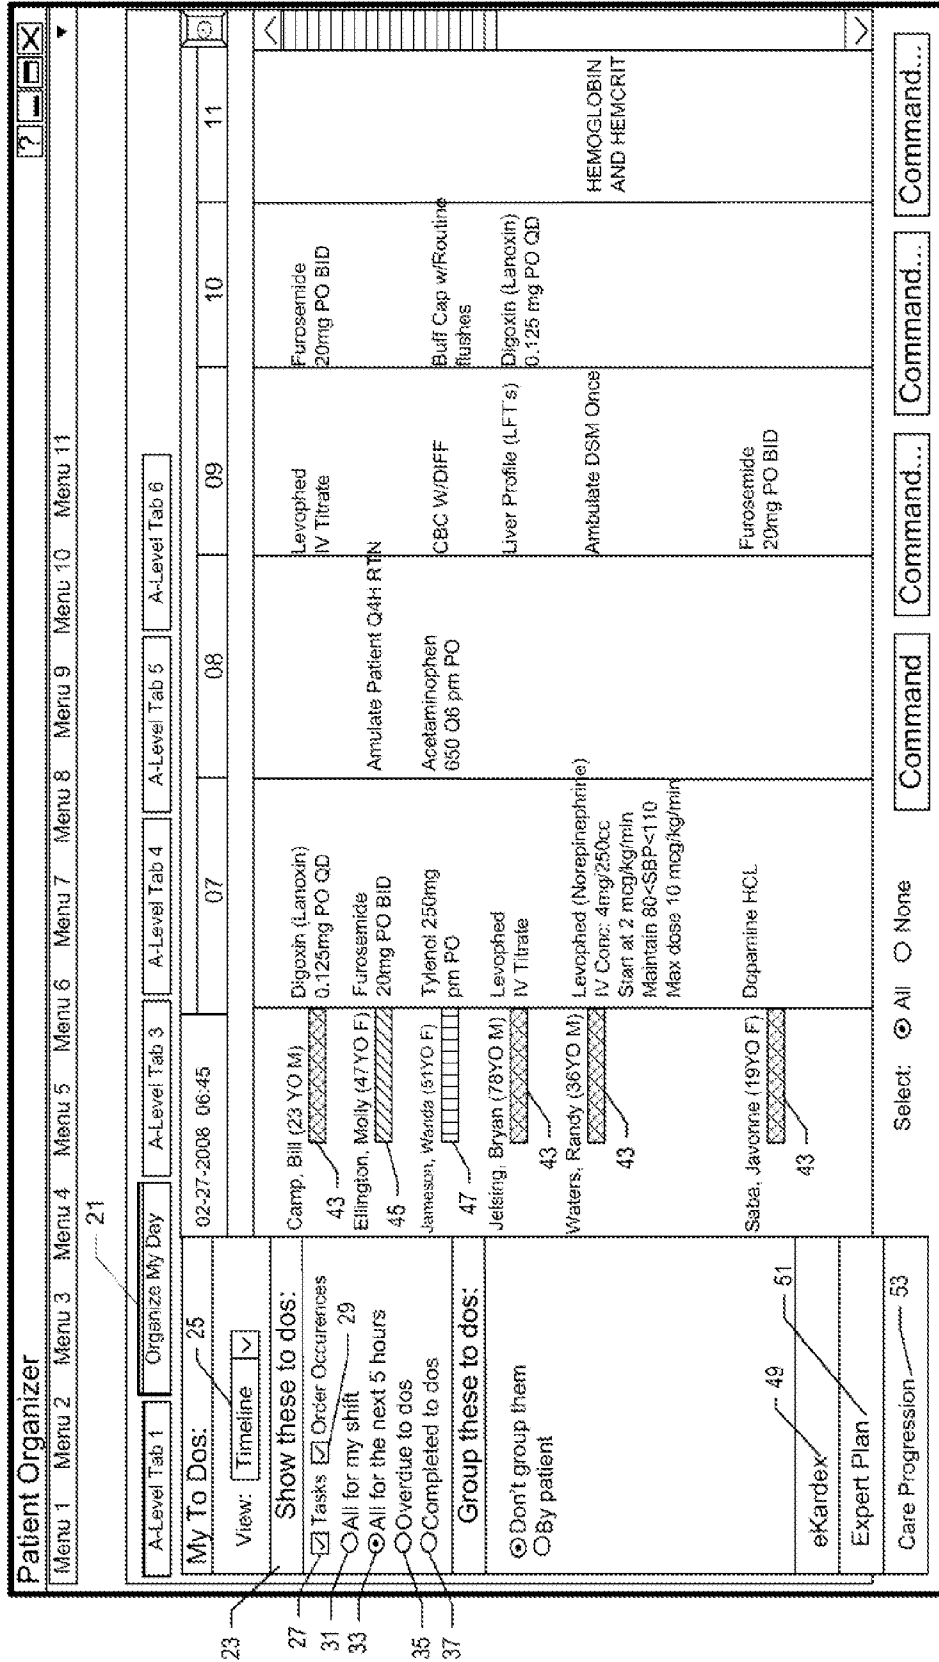 Patient Organizer
? X
Menu 1 Menu 2 Menu 3 Menu 4 Menu 5 Menu 6 Menu 7 Menu 8 Menu 9 Menu 10 Menu 11
21
A-Level Tab 1 Organize My Day A-Level Tab 3 A-Level Tab 4 A-Level Tab 5 A-Level Tab 6
23
My To Dos: 25
View: Timeline
Show these to dos:
27 Tasks Order Occurences 29
31 All for my shift
33 All for the next 5 hours
35 Overdue to dos
37 Completed to dos
Group these to dos:
Don't group them
By patient
eKardex 49
Expert Plan 51
Care Progression 53
02-27-2008 06:45 07 08 09 10 11
Camp, Bill (23 YO M)
43
Digoxin (Lanoxin)
0.125mg PO QD
Levophed
IV Titrate
Furosemide
20mg PO BID
Ellington, Molly (47YO F)
45
Furosemide
20mg PO BID
Amulate Patient Q4H RTN
Jameson, Wanda (51YO F)
47
Tylenol 250mg
prn PO
Acetaminophen
650 Q6 prn PO
CBC W/DIFF
Buff Cap w/Routine
flushes
Jelsing, Bryan (78YO M)
43
Levophed
IV Titrate
Liver Profile (LFT s)
Digoxin (Lanoxin)
0.125 mg PO QD
Waters, Randy (36YO M)
43
Levophed (Norepinephrine)
IV Conc: 4mg/250cc
Start at 2 mcg/kg/min
Maintain 80<SBP<110
Max dose 10 mcg/kg/min
Ambulate DSM Once
HEMOGLOBIN
AND HEMCRIT
Saba, Javonne (19YO F)
43
Dopamine HCL
Furosemide
20mg PO BID
Select: All None Command Command... Command... Command...